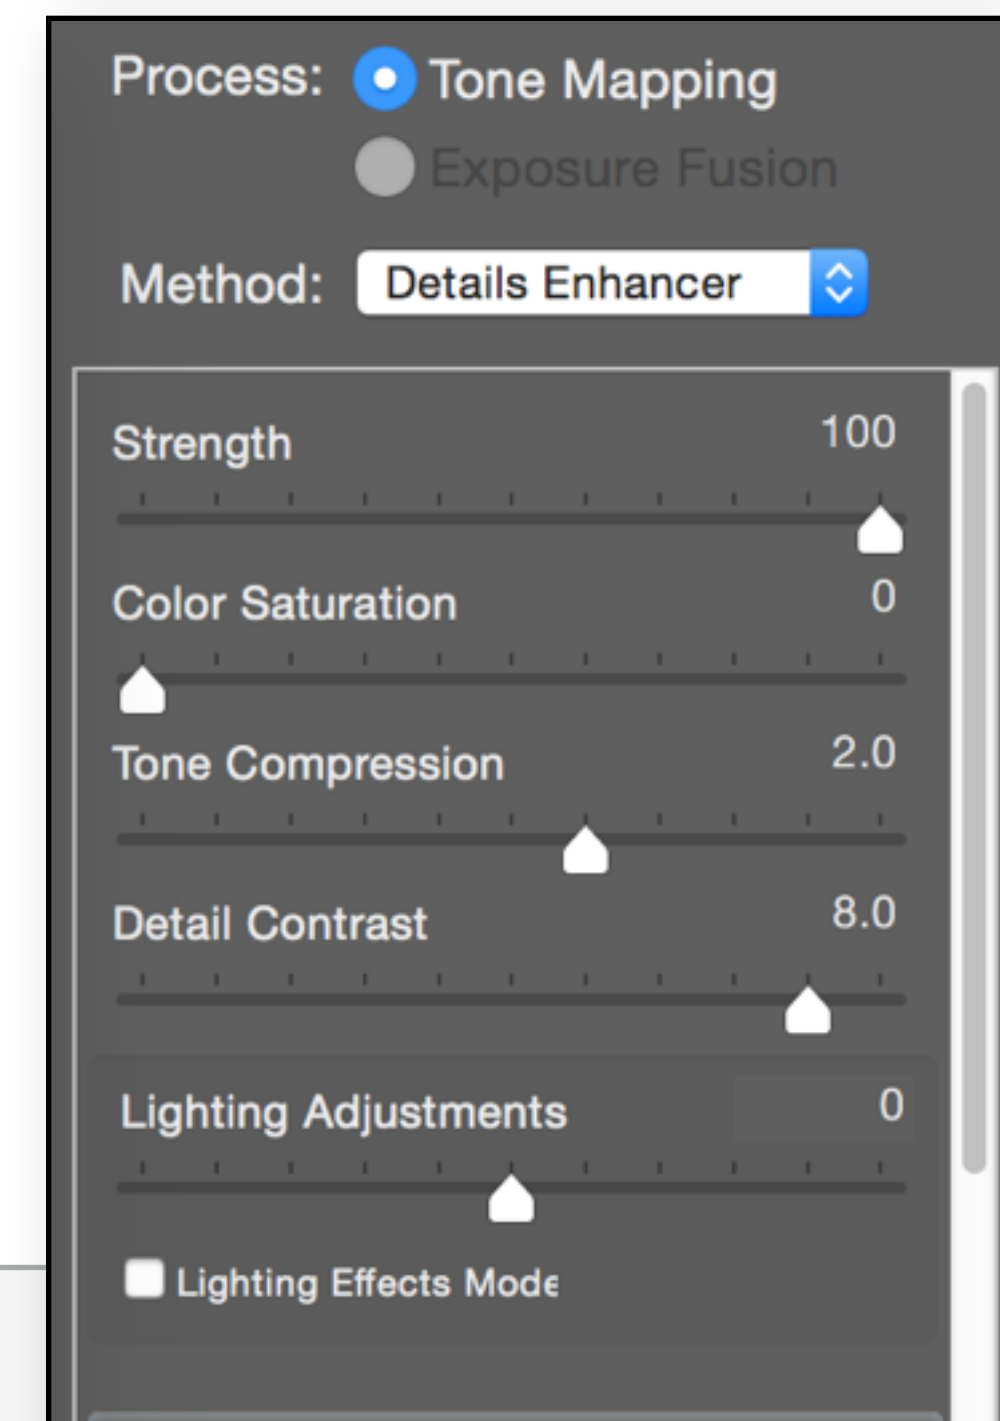 Process: Tone Mapping
Exposure Fusion
Method: Details Enhancer
Strength 100
Color Saturation 0
Tone Compression 2.0
Detail Contrast 8.0
Lighting Adjustments 0
Lighting Effects Mode